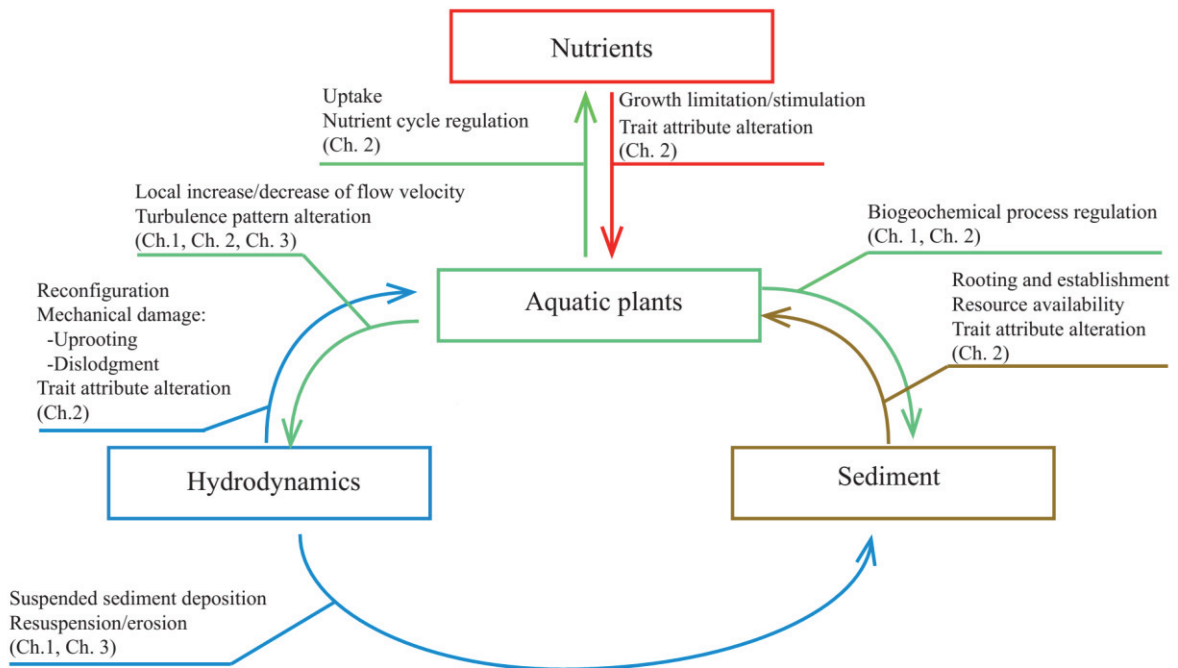 Nutrients
Uptake
Nutrient cycle regulation
(Ch. 2)
Growth limitation/stimulation
Trait attribute alteration
(Ch. 2)
Local increase/decrease of flow velocity
Turbulence pattern alteration
(Ch.1, Ch. 2, Ch. 3)
Biogeochemical process regulation
(Ch. 1, Ch. 2)
Reconfiguration
Mechanical damage:
-Uprooting
-Dislodgment
Trait attribute alteration
(Ch.2)
Aquatic plants
Rooting and establishment
Resource availability
Trait attribute alteration
(Ch. 2)
Hydrodynamics
Sediment
Suspended sediment deposition
Resuspension/erosion
(Ch.1, Ch. 3)